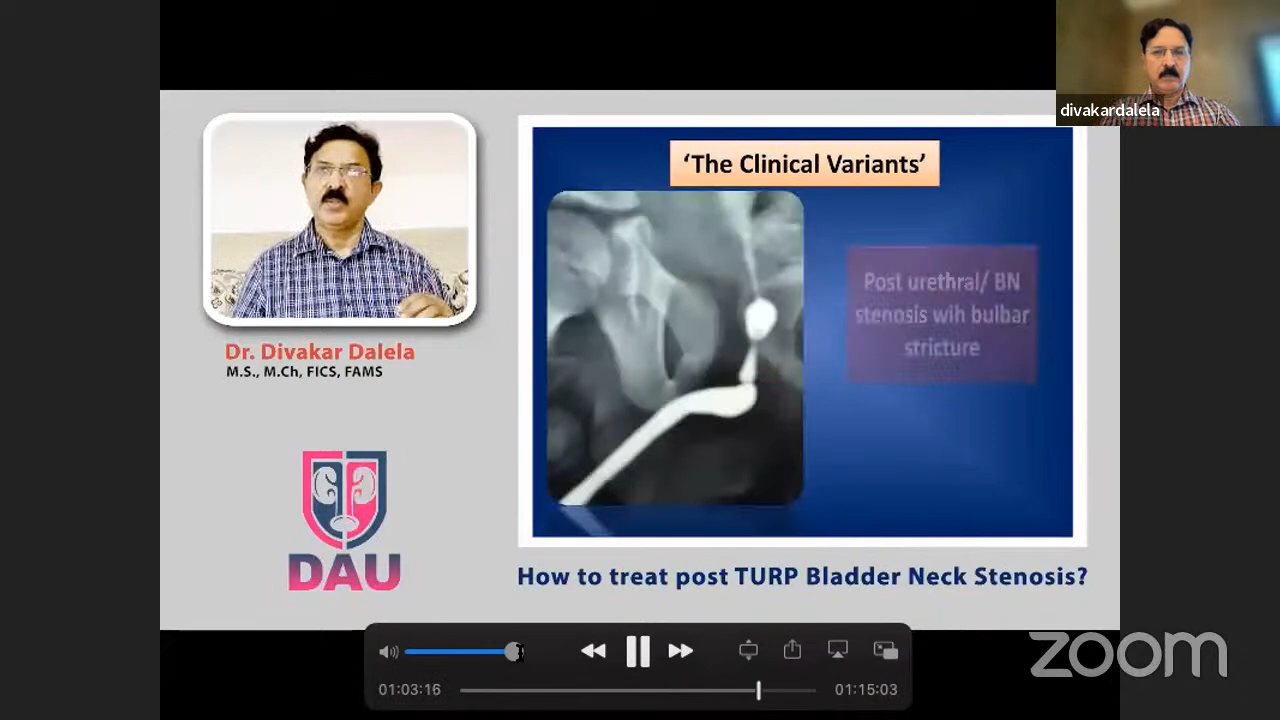 divakardalela
‘The Clinical Variants’
Post urethral/ BN
stenosis wih bulbar
stricture
Dr. Divakar Dalela
M.S., M.Ch, FICS, FAMS
DAU
How to treat post TURP Bladder Neck Stenosis?
zoom
01:03:16
01:15:03